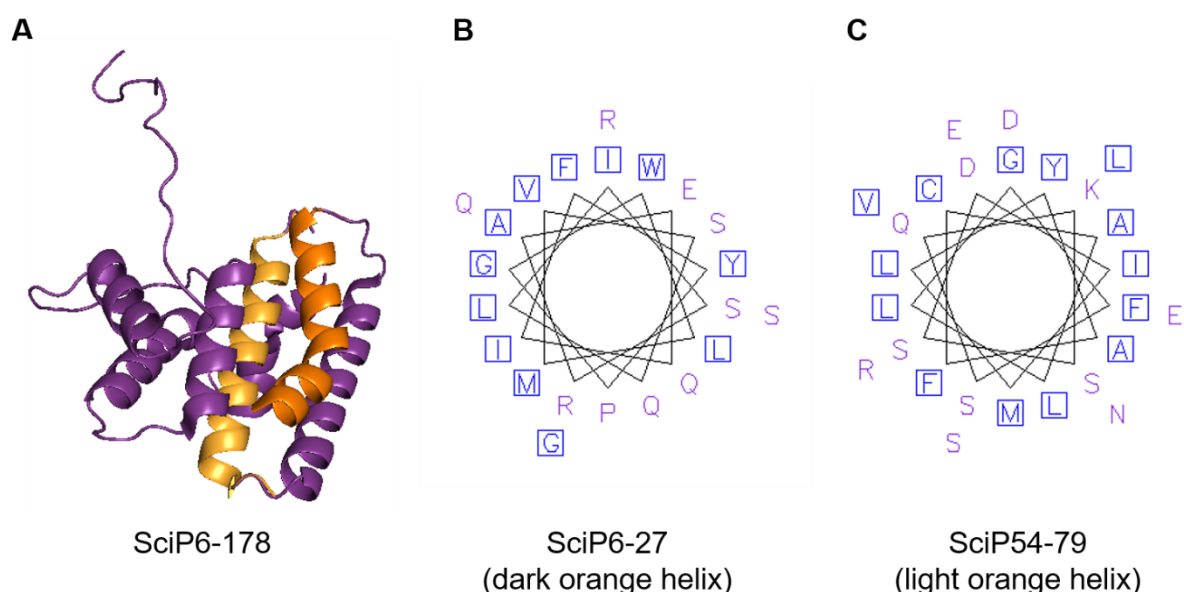 A
B
C
R
F I W
V E
Q A S
G Y
L S S
I L
M Q
R P Q
G
E D
D G Y L
C K
V Q A
L I
L F E
S A
R F S
S M L N
S
SciP6-178
SciP6-27
(dark orange helix)
SciP54-79
(light orange helix)